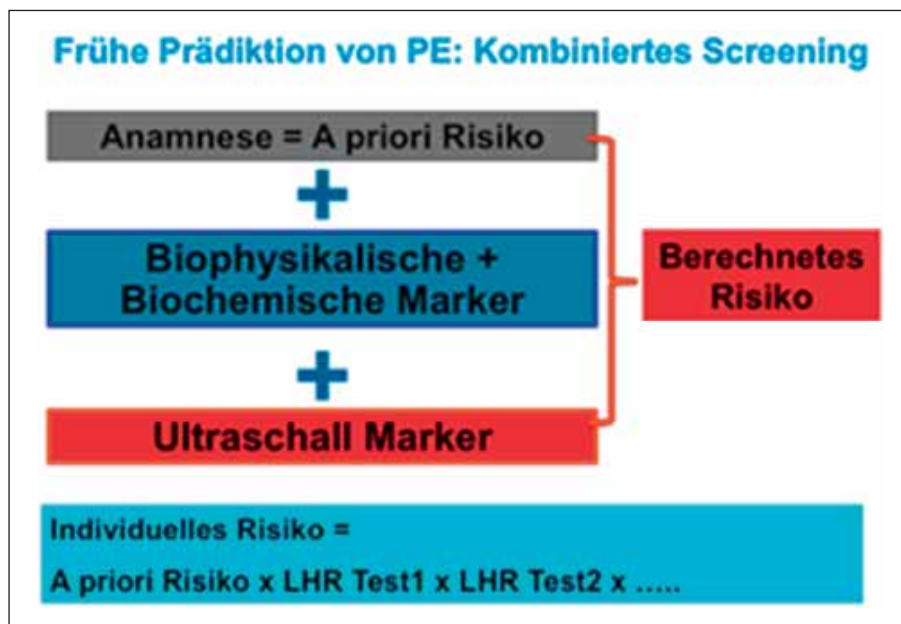 Frühe Prädiktion von PE: Kombiniertes Screening
Anamnese = A priori Risiko
+
Biophysikalische +
Biochemische Marker
+
Ultraschall Marker
Berechnetes
Risiko
Individuelles Risiko =
A priori Risiko x LHR Test1 x LHR Test2 x .....